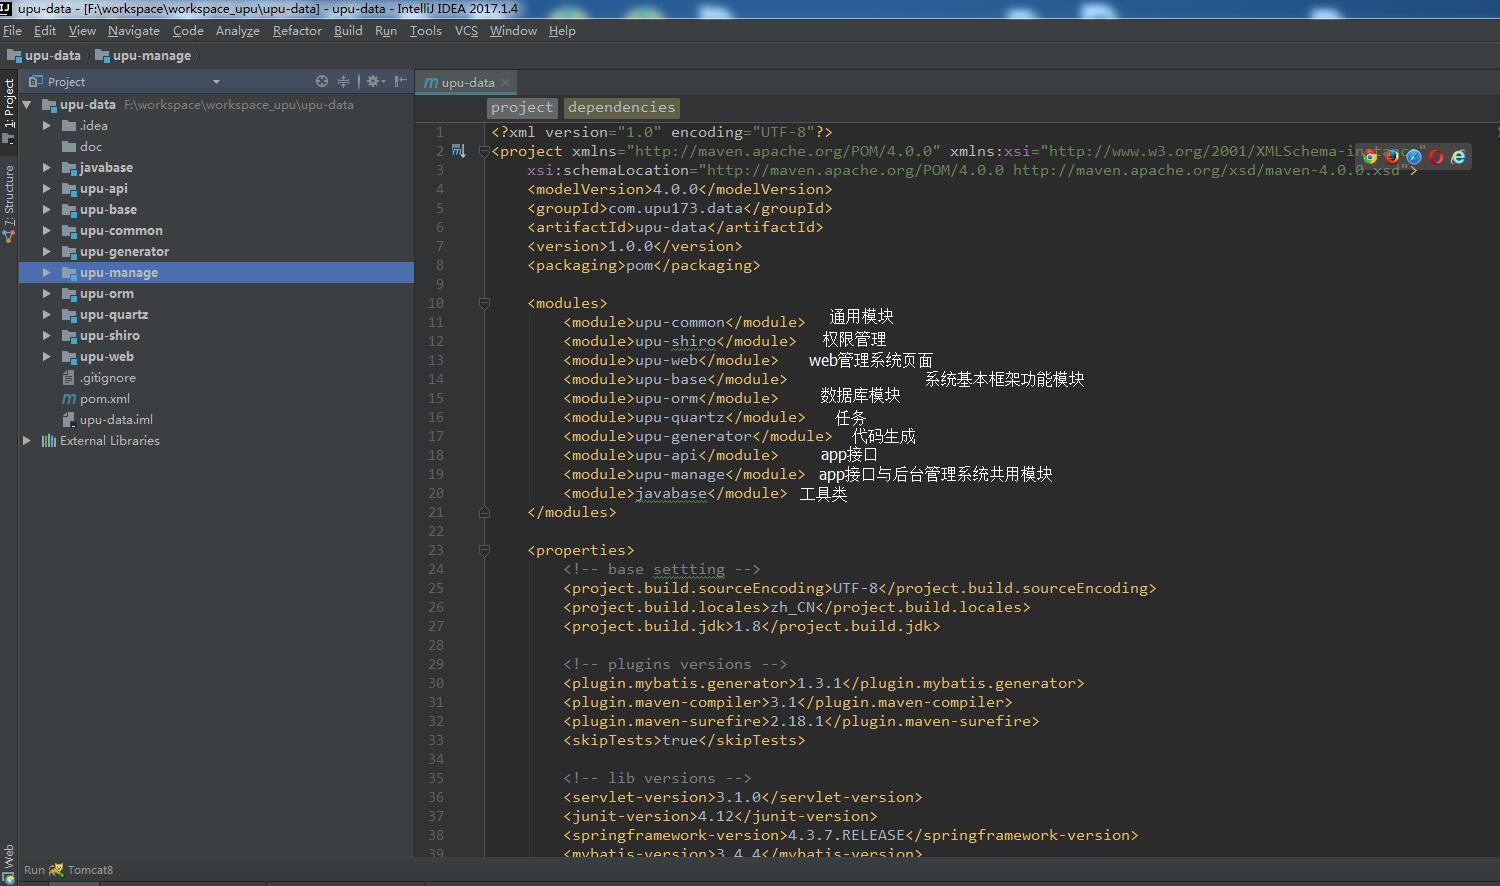 upu-data - [F:\workspace\workspace_upu\upu-data] - upu-data - IntelliJ IDEA 2017.1.4
File Edit View Navigate Code Analyze Refactor Build Run Tools VCS Window Help
upu-data upu-manage
1: Project
7: Structure
Web
Project
upu-data F:\workspace\workspace_upu\upu-data
.idea
doc
javabase
upu-api
upu-base
upu-common
upu-generator
upu-manage
upu-orm
upu-quartz
upu-shiro
upu-web
.gitignore
pom.xml
upu-data.iml
External Libraries
upu-data
project dependencies
1 <?xml version="1.0" encoding="UTF-8"?>
2 <project xmlns="http://maven.apache.org/POM/4.0.0" xmlns:xsi="http://www.w3.org/2001/XMLSchema-instance"
3 xsi:schemaLocation="http://maven.apache.org/POM/4.0.0 http://maven.apache.org/xsd/maven-4.0.0.xsd">
4 <modelVersion>4.0.0</modelVersion>
5 <groupId>com.upu173.data</groupId>
6 <artifactId>upu-data</artifactId>
7 <version>1.0.0</version>
8 <packaging>pom</packaging>
9
10 <modules>
11 <module>upu-common</module> 通用模块
12 <module>upu-shiro</module> 权限管理
13 <module>upu-web</module> web管理系统页面
14 <module>upu-base</module> 系统基本框架功能模块
15 <module>upu-orm</module> 数据库模块
16 <module>upu-quartz</module> 任务
17 <module>upu-generator</module> 代码生成
18 <module>upu-api</module> app接口
19 <module>upu-manage</module> app接口与后台管理系统共用模块
20 <module>javabase</module> 工具类
21 </modules>
22
23 <properties>
24 <!-- base settting -->
25 <project.build.sourceEncoding>UTF-8</project.build.sourceEncoding>
26 <project.build.locales>zh_CN</project.build.locales>
27 <project.build.jdk>1.8</project.build.jdk>
28
29 <!-- plugins versions -->
30 <plugin.mybatis.generator>1.3.1</plugin.mybatis.generator>
31 <plugin.maven-compiler>3.1</plugin.maven-compiler>
32 <plugin.maven-surefire>2.18.1</plugin.maven-surefire>
33 <skipTests>true</skipTests>
34
35 <!-- lib versions -->
36 <servlet-version>3.1.0</servlet-version>
37 <junit-version>4.12</junit-version>
38 <springframework-version>4.3.7.RELEASE</springframework-version>
39 <mybatis-version>3.4.4</mybatis-version>
Run Tomcat8